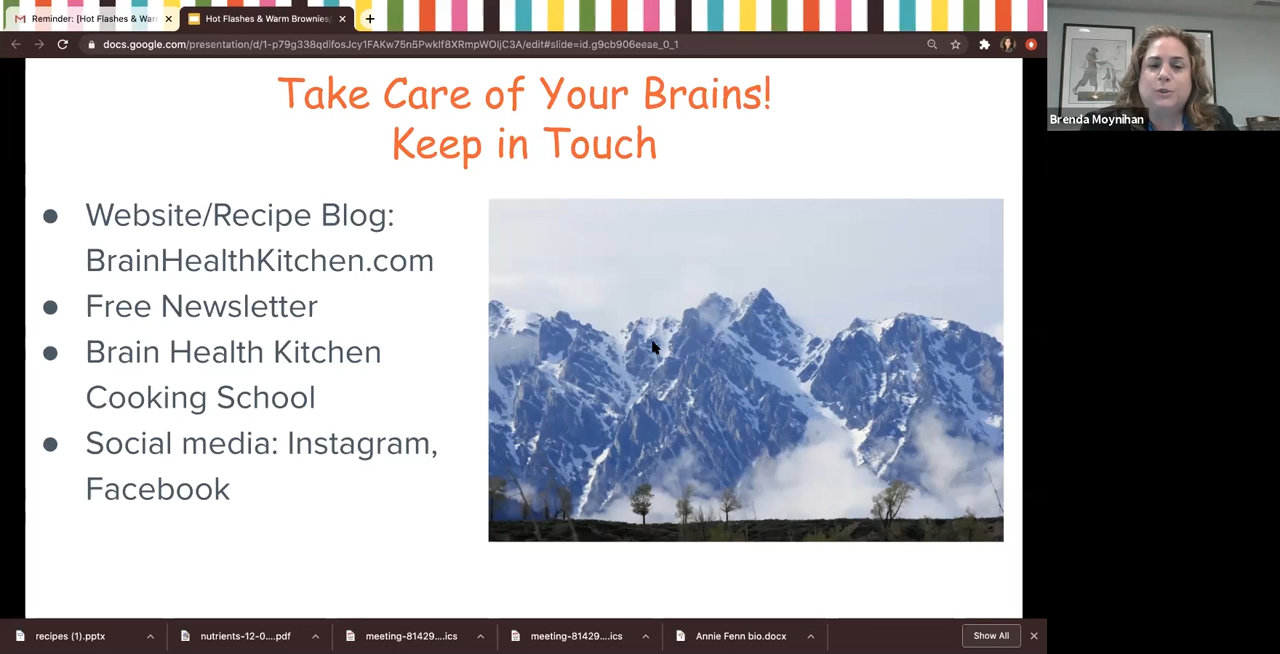 Reminder: [Hot Flashes & Warm
Hot Flashes & Warm Brownies/
docs.google.com/presentation/d/1-p79g338qdifosJcy1FAKw75n5PwkIf8XRmpWOIjC3A/edit#slide=id.g9cb906eeae_0_1
Brenda Moynihan
Take Care of Your Brains!
Keep in Touch
● Website/Recipe Blog:
BrainHealthKitchen.com
● Free Newsletter
● Brain Health Kitchen
Cooking School
● Social media: Instagram,
Facebook
recipes (1).pptx
nutrients-12-0....pdf
meeting-81429....ics
meeting-81429....ics
Annie Fenn bio.docx
Show All